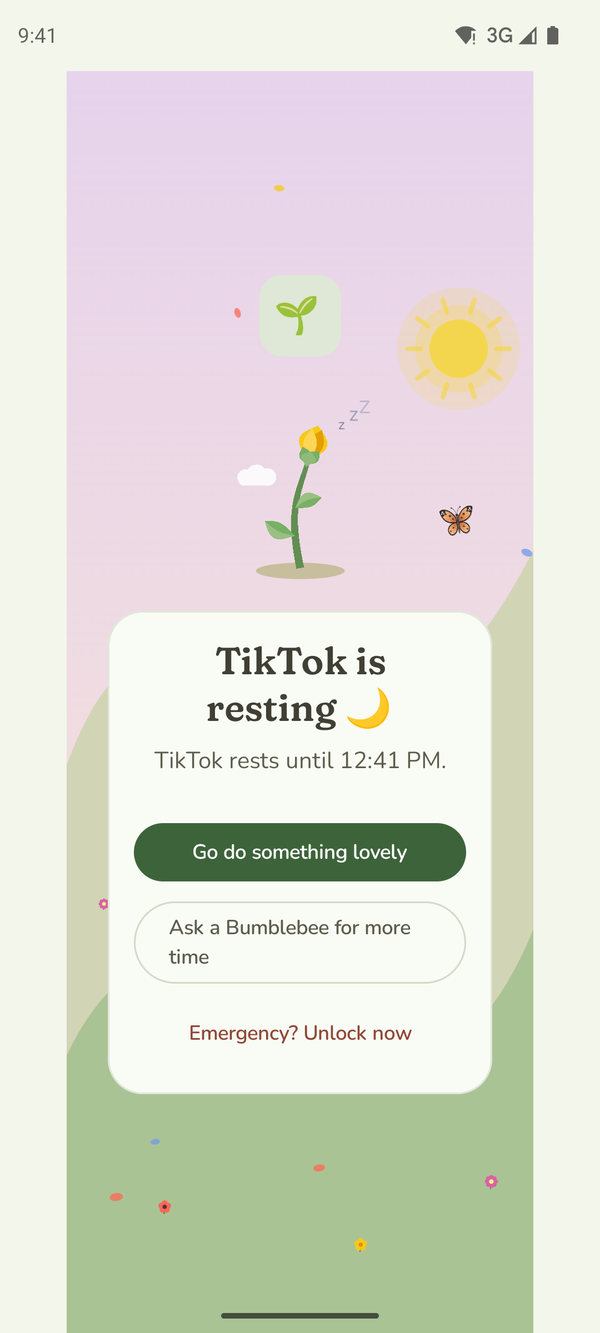 9:41
3G
z z Z
TikTok is
resting 🌙
TikTok rests until 12:41 PM.
Go do something lovely
Ask a Bumblebee for more
time
Emergency? Unlock now